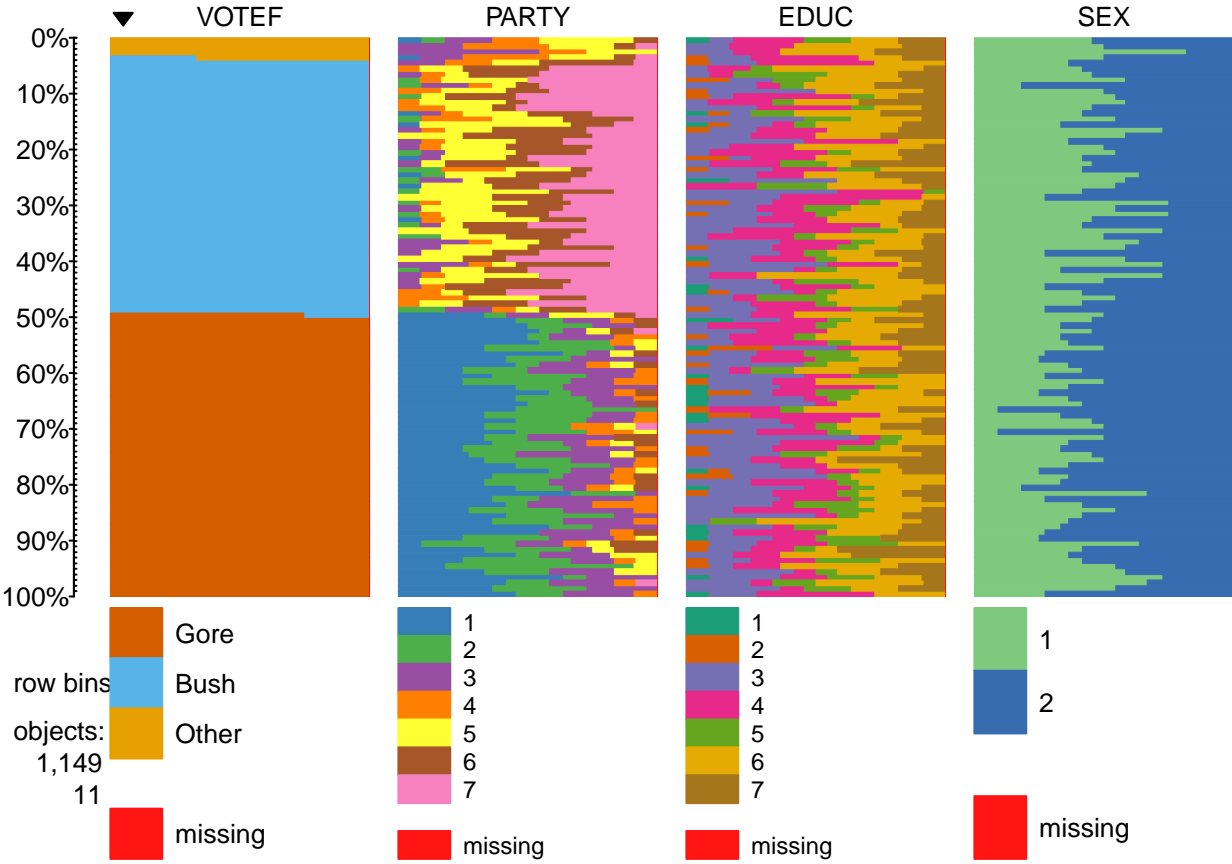 VOTEF PARTY EDUC SEX
0%
10%
20%
30%
40%
50%
60%
70%
80%
90%
100%
row bins
objects:
1,149
11
Gore
Bush
Other
missing
1
2
3
4
5
6
7
missing
1
2
3
4
5
6
7
missing
1
2
missing